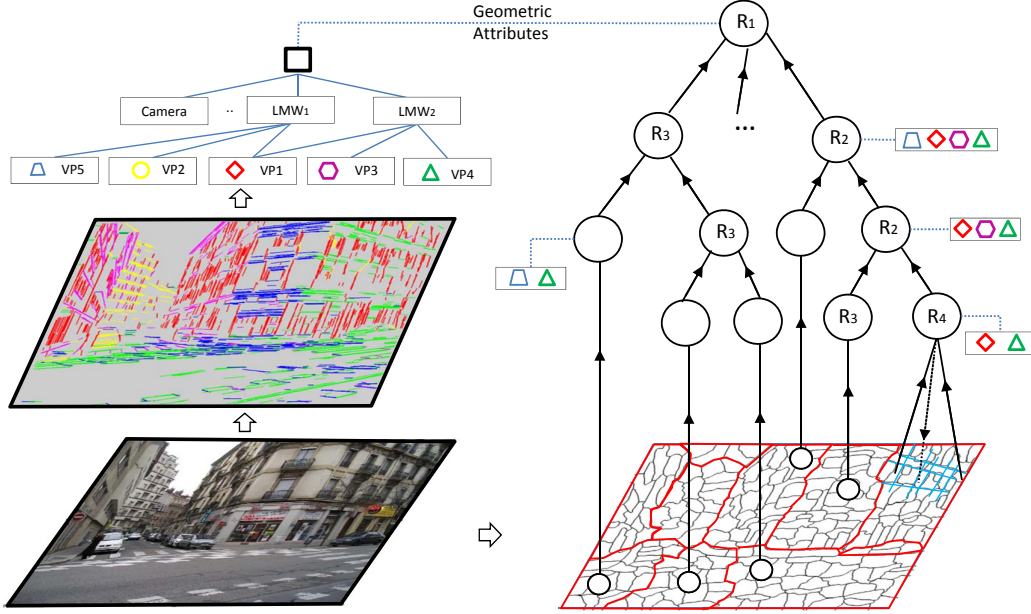 Geometric
Attributes
R1
Camera
..
LMW1
LMW2
R3
...
R2
VP5
VP2
VP1
VP3
VP4
R3
R2
R3
R4